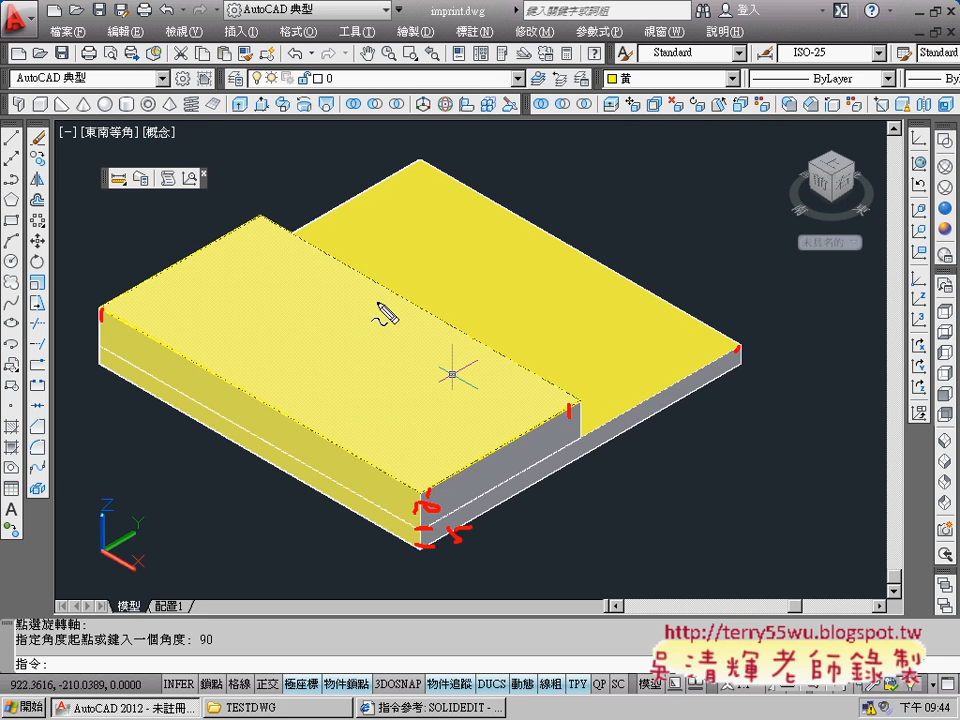 AutoCAD 典型
imprint.dwg
鍵入關鍵字或詞組
登入
檔案(F) 編輯(E) 檢視(V) 插入(I) 格式(O) 工具(T) 繪製(D) 標註(N) 修改(M) 參數式(P) 視窗(W) 說明(H)
Standard
ISO-25
Standard
AutoCAD 典型
0
黃
ByLayer
[−] [東南等角] [概念]
前
右
南
東
未具名的
Z
Y
X
模型
配置1
點選旋轉軸:
指定角度起點或鍵入一個角度: 90
指令:
http://terry55wu.blogspot.tw
吳清輝老師錄製
922.3616, -210.0389, 0.0000
INFER 鎖點 格線 正交 極座標 物件鎖點 3DOSNAP 物件追蹤 DUCS 動態 線粗 TPY QP SC 模型
開始
AutoCAD 2012 - 未註冊...
TESTDWG
指令參考: SOLIDEDIT - ...
下午 09:44